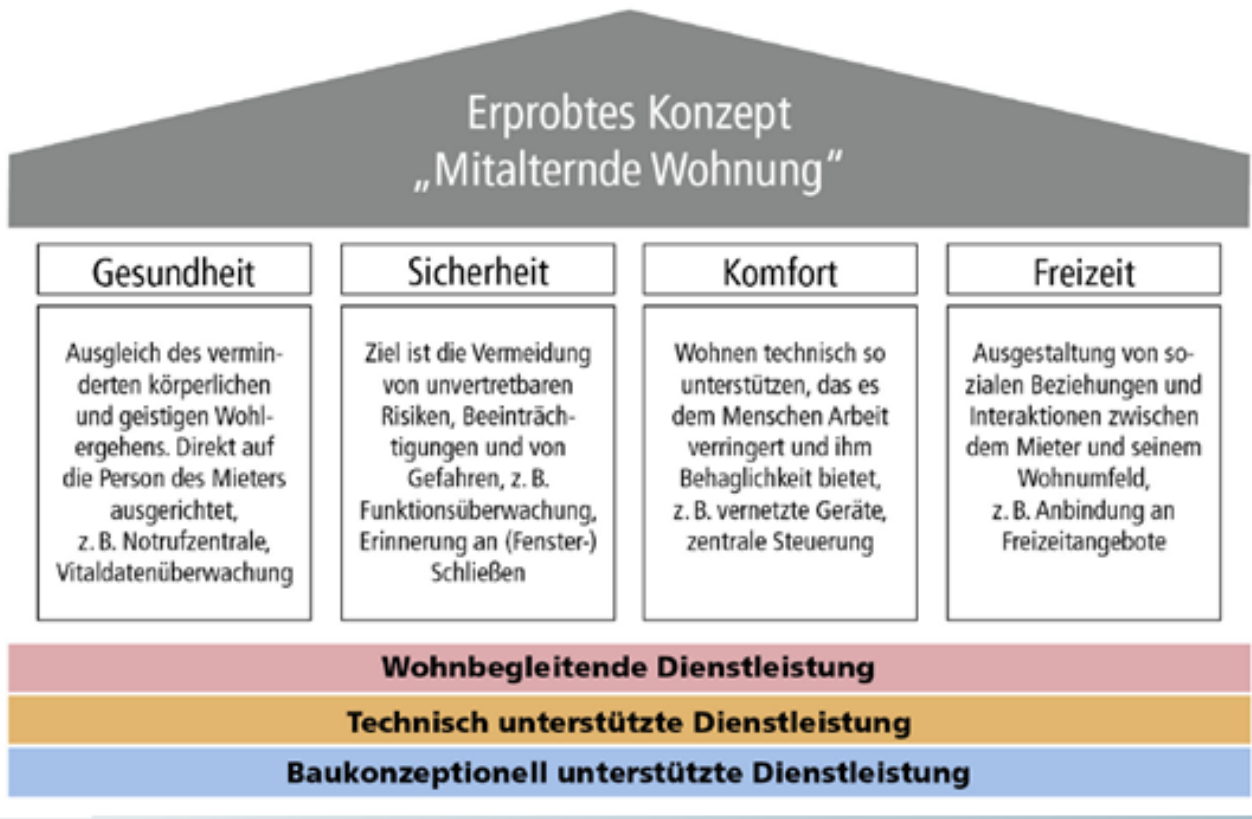 Erprobtes Konzept
„Mitalternde Wohnung“
Gesundheit
Ausgleich des vermin-
derten körperlichen
und geistigen Wohl-
ergehens. Direkt auf
die Person des Mieters
ausgerichtet,
z. B. Notrufzentrale,
Vitaldatenüberwachung
Sicherheit
Ziel ist die Vermeidung
von unvertretbaren
Risiken, Beeinträch-
tigungen und von
Gefahren, z. B.
Funktionsüberwachung,
Erinnerung an (Fenster-)
Schließen
Komfort
Wohnen technisch so
unterstützen, das es
dem Menschen Arbeit
verringert und ihm
Behaglichkeit bietet,
z. B. vernetzte Geräte,
zentrale Steuerung
Freizeit
Ausgestaltung von so-
zialen Beziehungen und
Interaktionen zwischen
dem Mieter und seinem
Wohnumfeld,
z. B. Anbindung an
Freizeitangebote
Wohnbegleitende Dienstleistung
Technisch unterstützte Dienstleistung
Baukonzeptionell unterstützte Dienstleistung